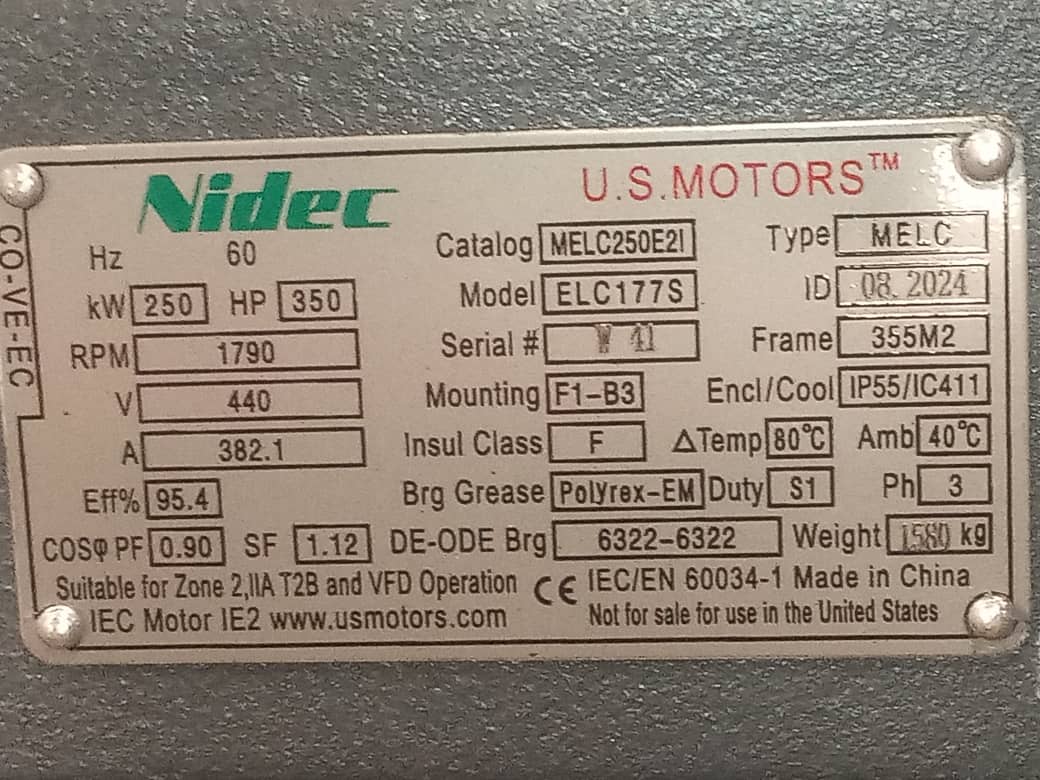 Nidec U.S.MOTORS™
CO-VE-EC
Hz 60 Catalog MELC250E2I Type MELC
kW 250 HP 350 Model ELC177S ID 08.2024
RPM 1790 Serial # 41 Frame 355M2
V 440 Mounting F1-B3 Encl/Cool IP55/IC411
A 382.1 Insul Class F ΔTemp 80℃ Amb 40℃
Eff% 95.4 Brg Grease Polyrex-EM Duty S1 Ph 3
COSφ PF 0.90 SF 1.12 DE-ODE Brg 6322-6322 Weight 1580 kg
Suitable for Zone 2,IIA T2B and VFD Operation CE IEC/EN 60034-1 Made in China
IEC Motor IE2 www.usmotors.com Not for sale for use in the United States